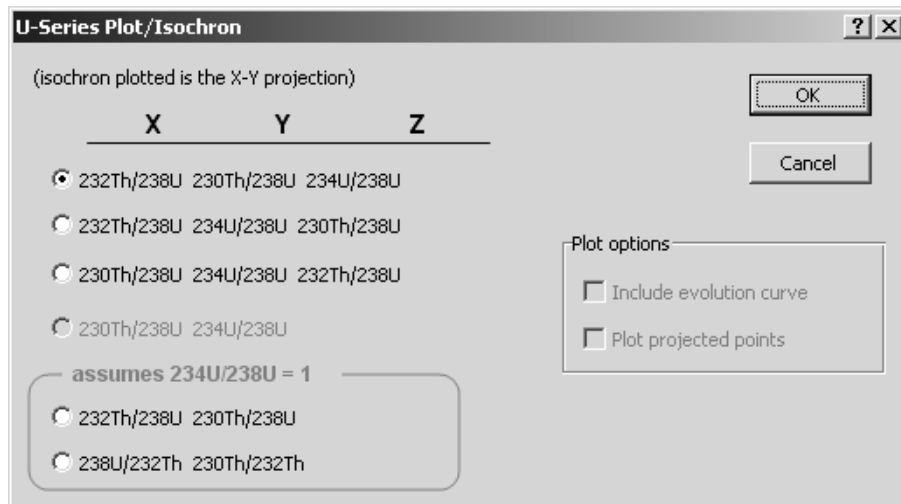 U-Series Plot/Isochron
(isochron plotted is the X-Y projection)
X Y Z
OK
Cancel
232Th/238U 230Th/238U 234U/238U
232Th/238U 234U/238U 230Th/238U
230Th/238U 234U/238U 232Th/238U
230Th/238U 234U/238U
Plot options
Include evolution curve
Plot projected points
assumes 234U/238U = 1
232Th/238U 230Th/238U
238U/232Th 230Th/232Th